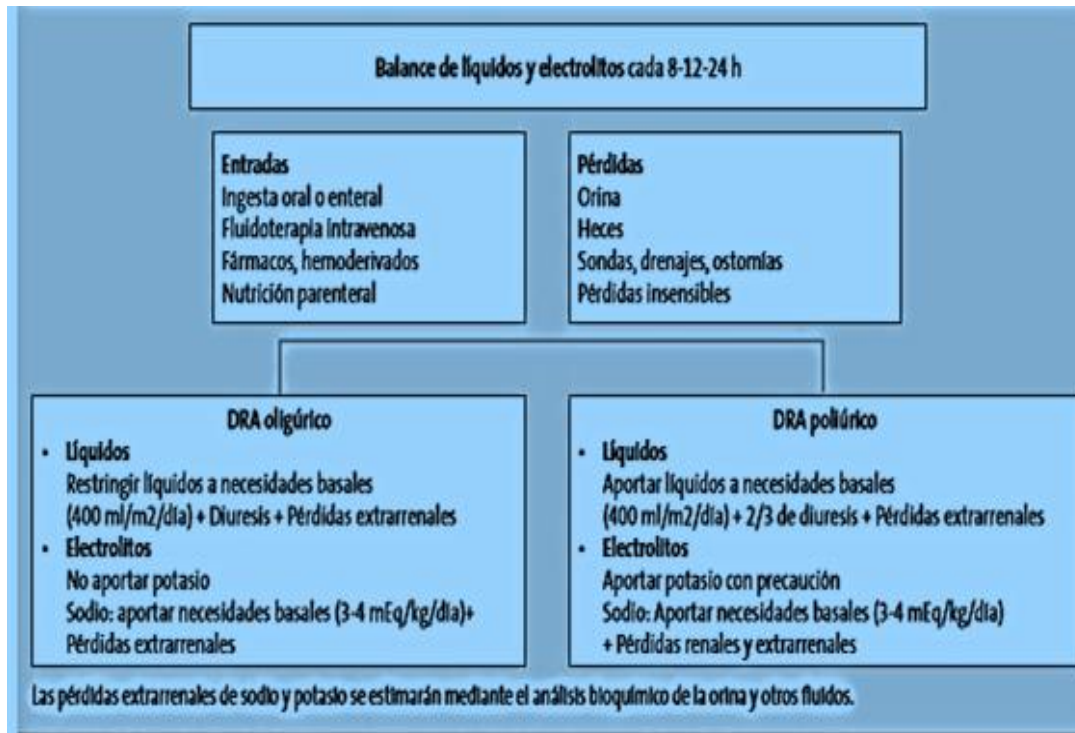 Balance de líquidos y electrolitos cada 8-12-24 h
Entradas
Ingesta oral o enteral
Fluidoterapia intravenosa
Fármacos, hemoderivados
Nutrición parenteral
Pérdidas
Orina
Heces
Sondas, drenajes, ostomías
Pérdidas insensibles
DRA oligúrico
• Líquidos
Restringir líquidos a necesidades basales
(400 ml/m2/día) + Diuresis + Pérdidas extrarrenales
• Electrolitos
No aportar potasio
Sodio: aportar necesidades basales (3-4 mEq/kg/día)+
Pérdidas extrarrenales
DRA poliúrico
• Líquidos
Aportar líquidos a necesidades basales
(400 ml/m2/día) + 2/3 de diuresis + Pérdidas extrarrenales
• Electrolitos
Aportar potasio con precaución
Sodio: Aportar necesidades basales (3-4 mEq/kg/día)
+ Pérdidas renales y extrarrenales
Las pérdidas extrarrenales de sodio y potasio se estimarán mediante el análisis bioquímico de la orina y otros fluidos.